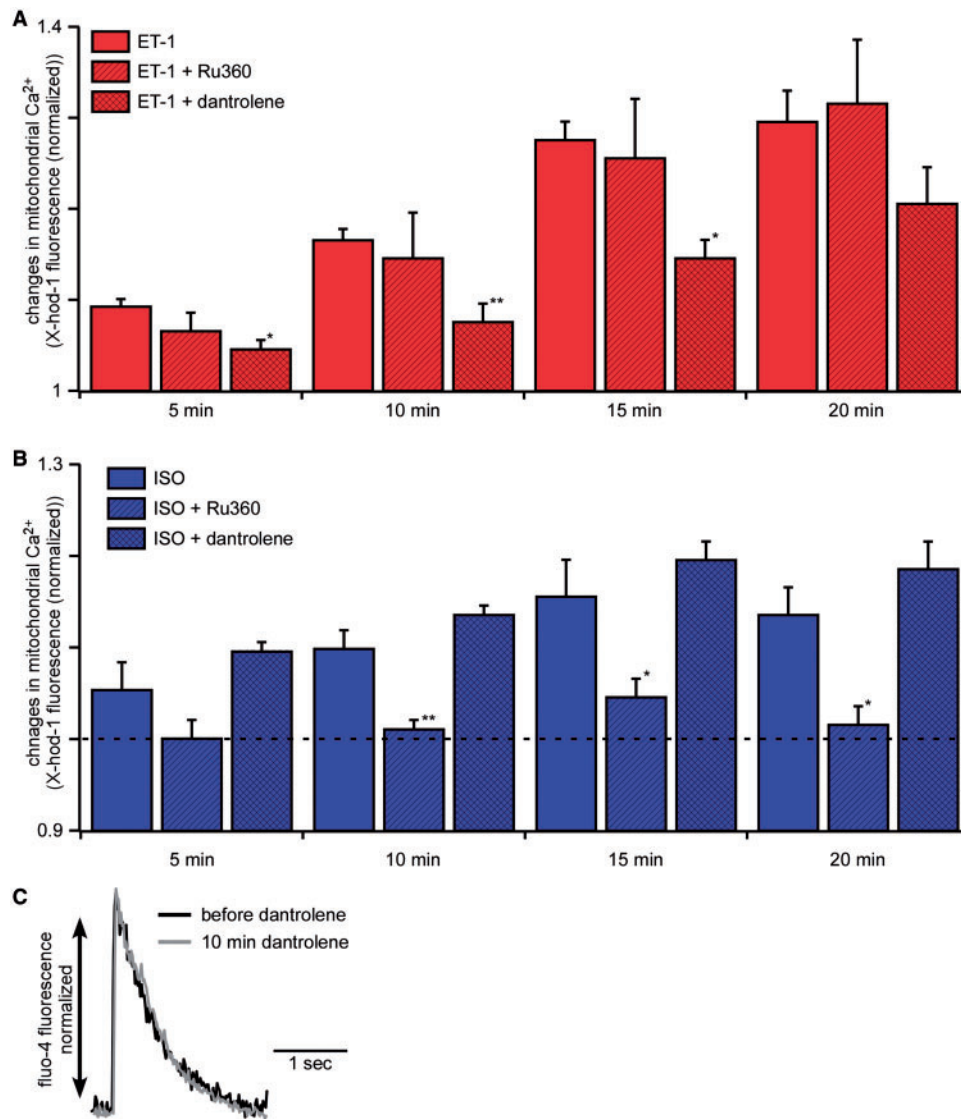 A
1.4
ET-1
ET-1 + Ru360
ET-1 + dantrolene
changes in mitochondrial Ca²⁺
(X-hod-1 fluorescence (normalized))
*
**
*
1
5 min 10 min 15 min 20 min
B
1.3
ISO
ISO + Ru360
ISO + dantrolene
chnages in mitochondrial Ca²⁺
(X-hod-1 fluorescence (normalized))
**
*
*
0.9
5 min 10 min 15 min 20 min
C
before dantrolene
10 min dantrolene
fluo-4 fluorescence
normalized
1 sec